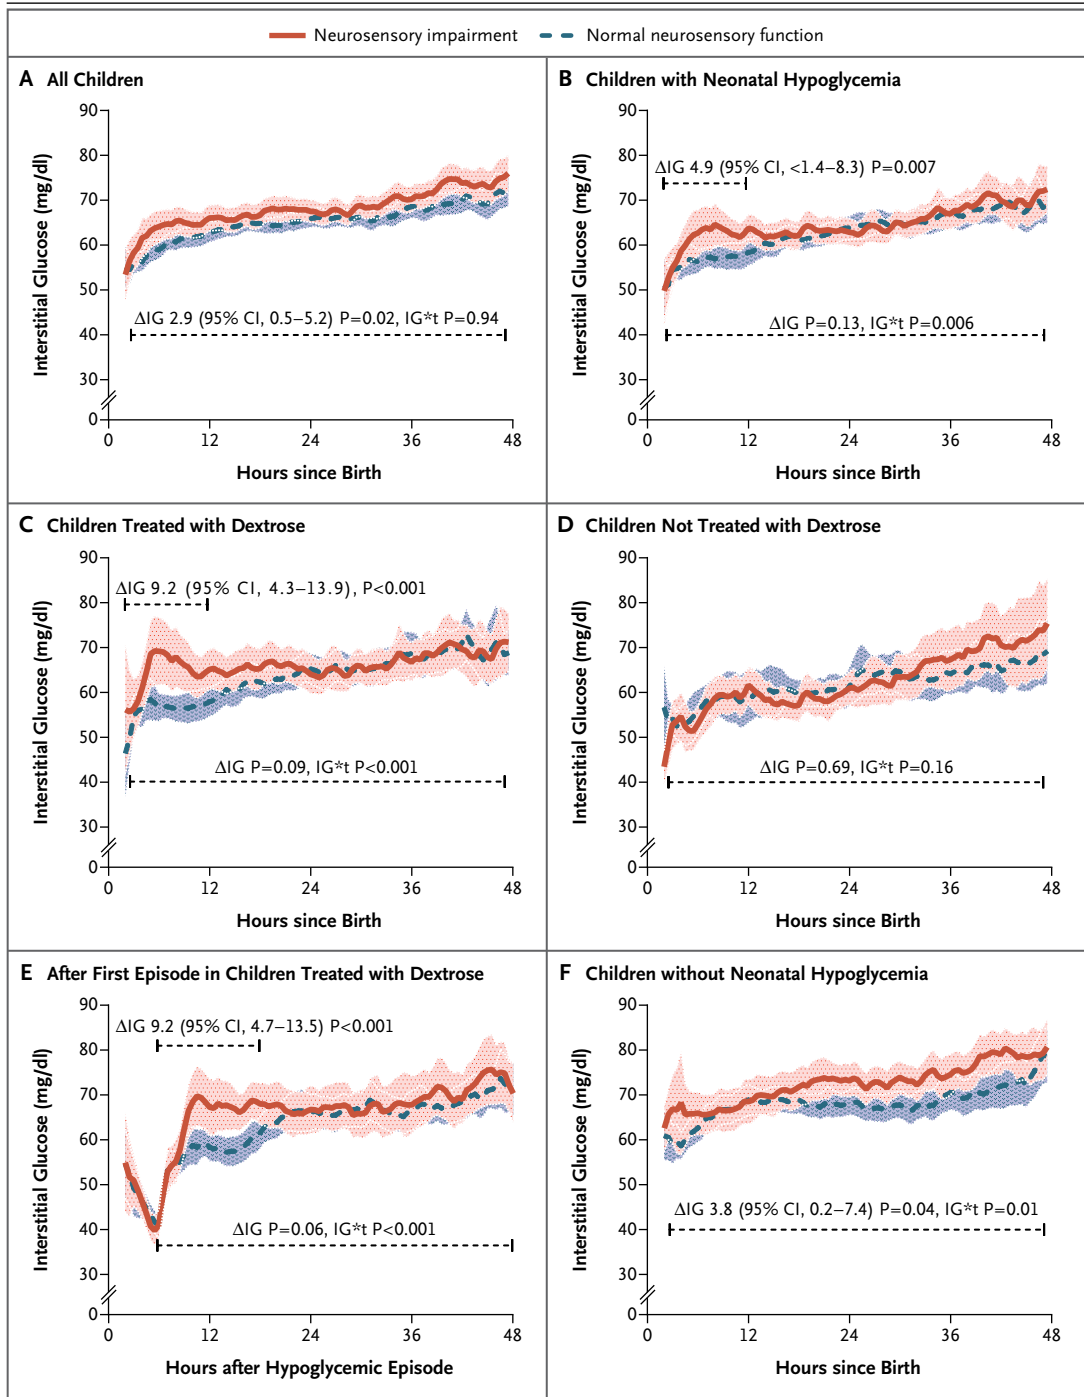 Neurosensory impairment Normal neurosensory function
A All Children
90
80
70
60
50
40
30
0
Interstitial Glucose (mg/dl)
ΔIG 2.9 (95% CI, 0.5–5.2) P=0.02, IG*t P=0.94
0 12 24 36 48
Hours since Birth
B Children with Neonatal Hypoglycemia
90
80
70
60
50
40
30
0
Interstitial Glucose (mg/dl)
ΔIG 4.9 (95% CI, <1.4–8.3) P=0.007
ΔIG P=0.13, IG*t P=0.006
0 12 24 36 48
Hours since Birth
C Children Treated with Dextrose
90
80
70
60
50
40
30
0
Interstitial Glucose (mg/dl)
ΔIG 9.2 (95% CI, 4.3–13.9), P<0.001
ΔIG P=0.09, IG*t P<0.001
0 12 24 36 48
Hours since Birth
D Children Not Treated with Dextrose
90
80
70
60
50
40
30
0
Interstitial Glucose (mg/dl)
ΔIG P=0.69, IG*t P=0.16
0 12 24 36 48
Hours since Birth
E After First Episode in Children Treated with Dextrose
90
80
70
60
50
40
30
0
Interstitial Glucose (mg/dl)
ΔIG 9.2 (95% CI, 4.7–13.5) P<0.001
ΔIG P=0.06, IG*t P<0.001
0 12 24 36 48
Hours after Hypoglycemic Episode
F Children without Neonatal Hypoglycemia
90
80
70
60
50
40
30
0
Interstitial Glucose (mg/dl)
ΔIG 3.8 (95% CI, 0.2–7.4) P=0.04, IG*t P=0.01
0 12 24 36 48
Hours since Birth